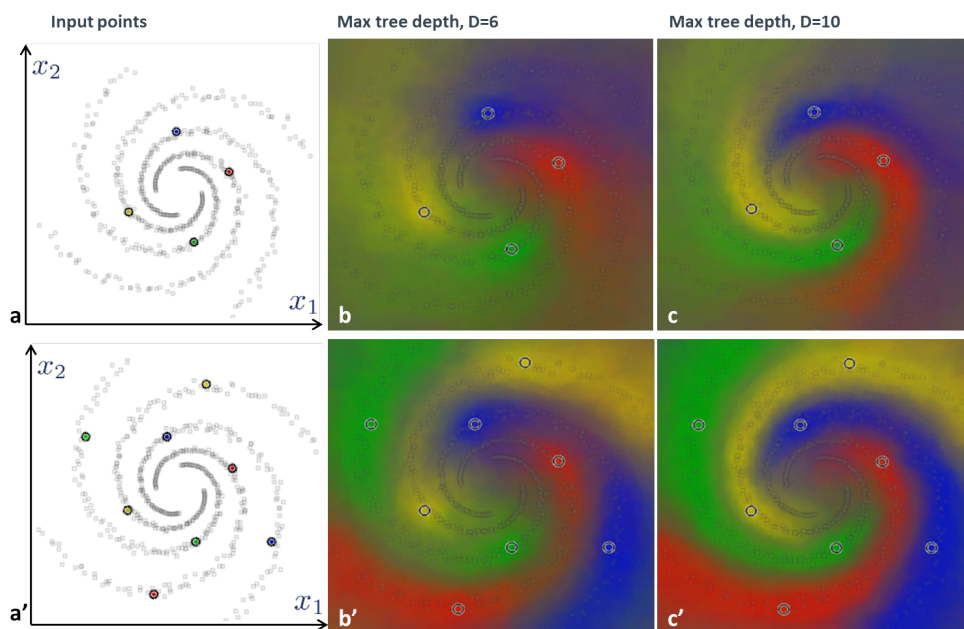 Input points
Max tree depth, D=6
Max tree depth, D=10
x₂
x₁
a
b
c
x₂
x₁
a’
b’
c’